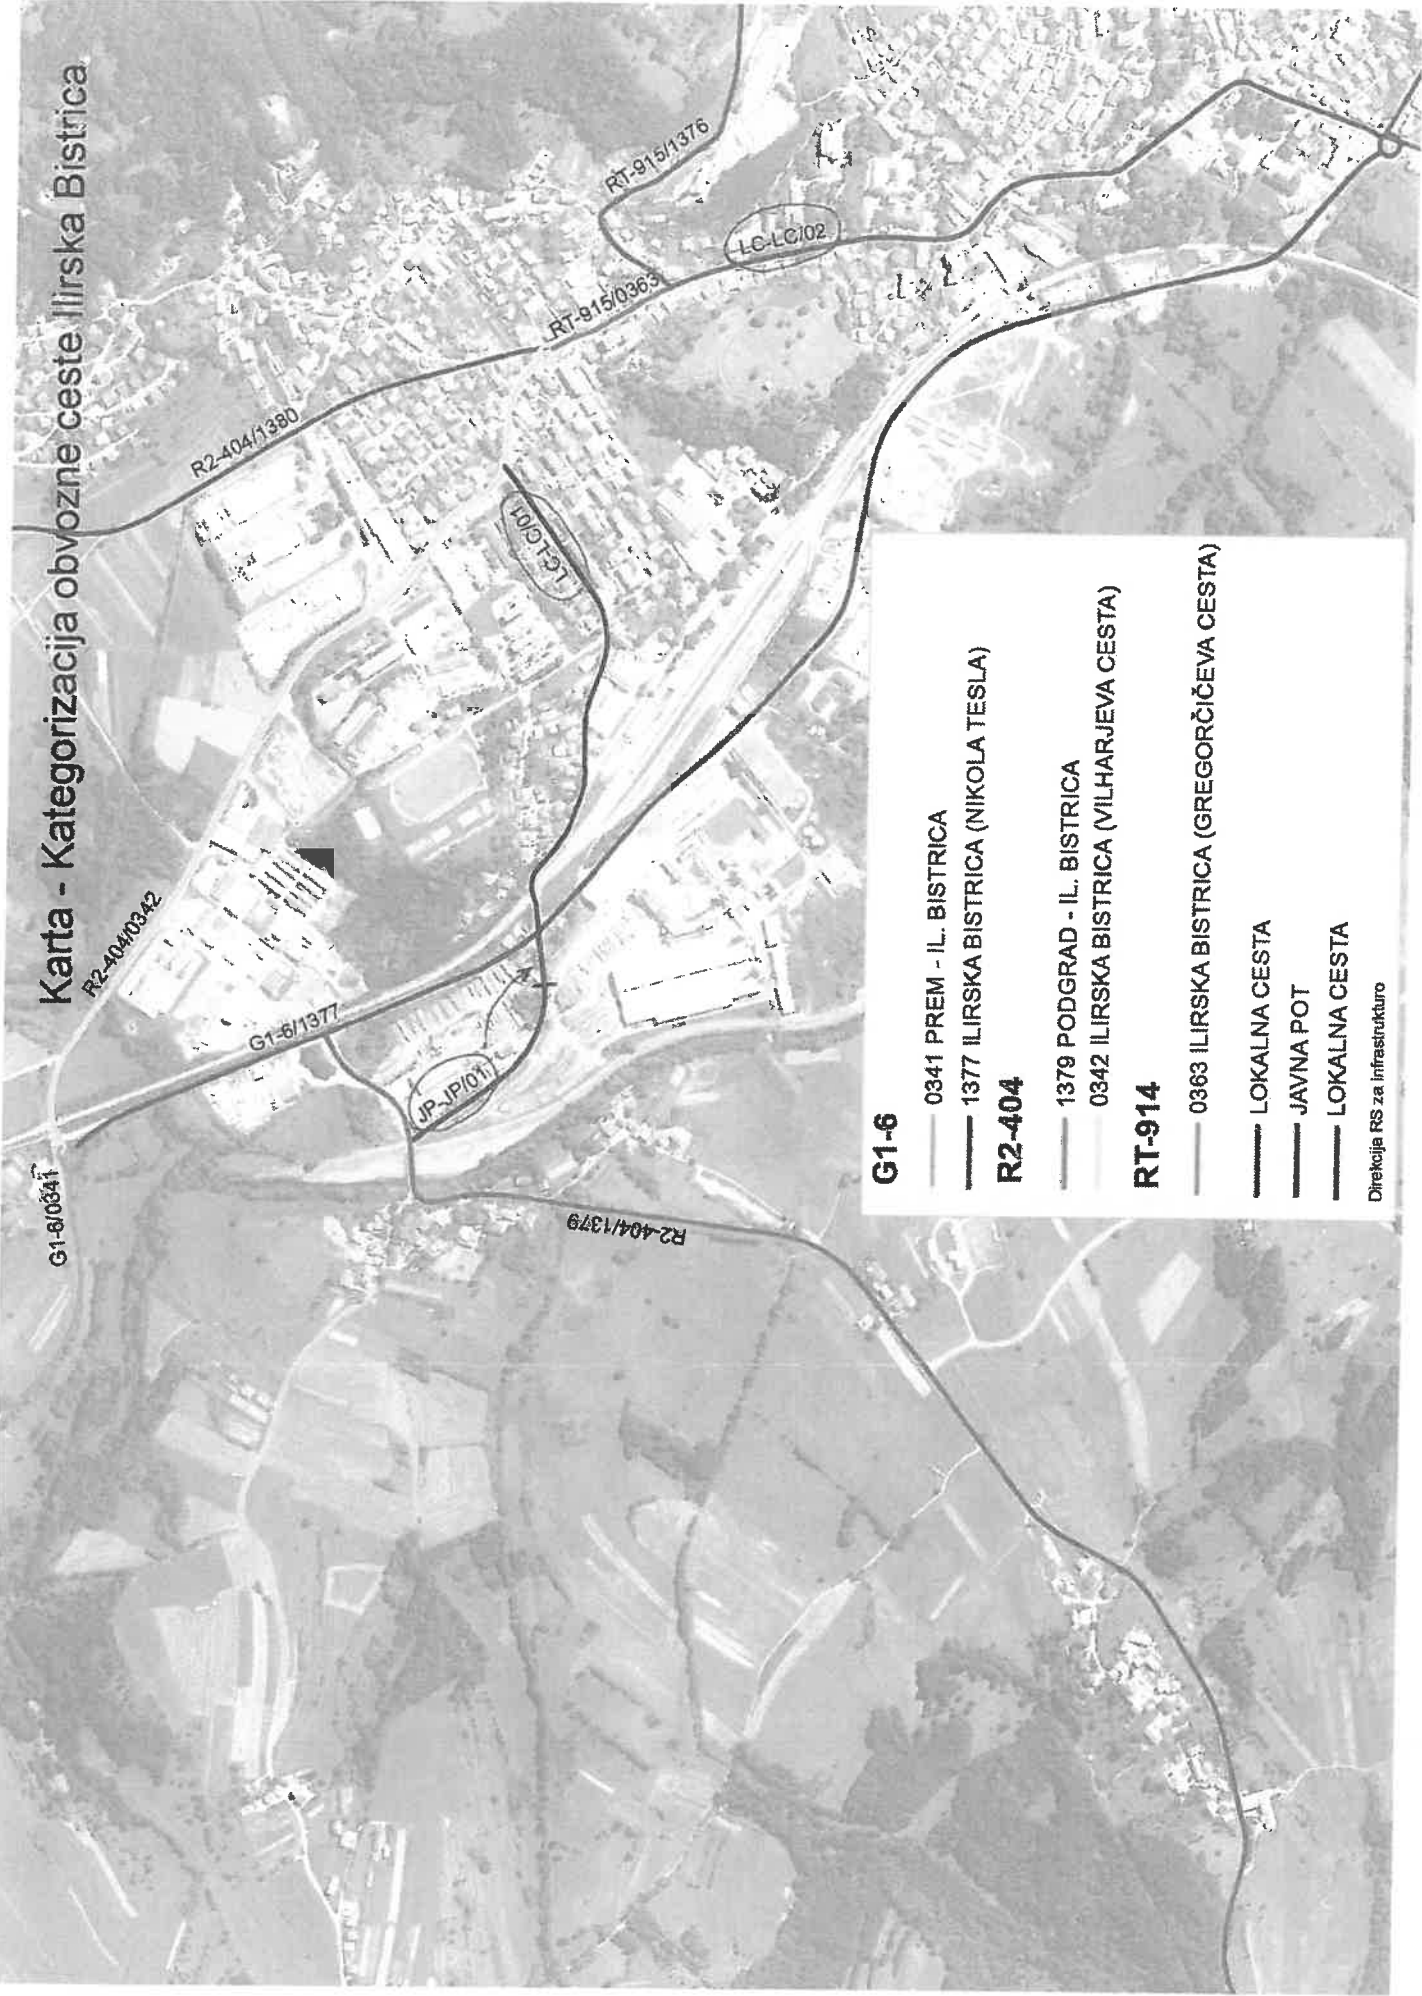 Karta - Kategorizacija obvozne ceste Ilirska Bistrica
G1-6/0341
R2-404/0342
G1-6/1377
R2-404/1380
RT-915/0363
RT-915/1376
LC-LC/02
LC-LC/01
JP-JP/01
R2-404/1379
G1-6
0341 PREM - IL. BISTRICA
1377 ILIRSKA BISTRICA (NIKOLA TESLA)
R2-404
1379 PODGRAD - IL. BISTRICA
0342 ILIRSKA BISTRICA (VILHARJEVA CESTA)
RT-914
0363 ILIRSKA BISTRICA (GREGORČIČEVA CESTA)
LOKALNA CESTA
JAVNA POT
LOKALNA CESTA
Direkcija RS za infrastrukturo